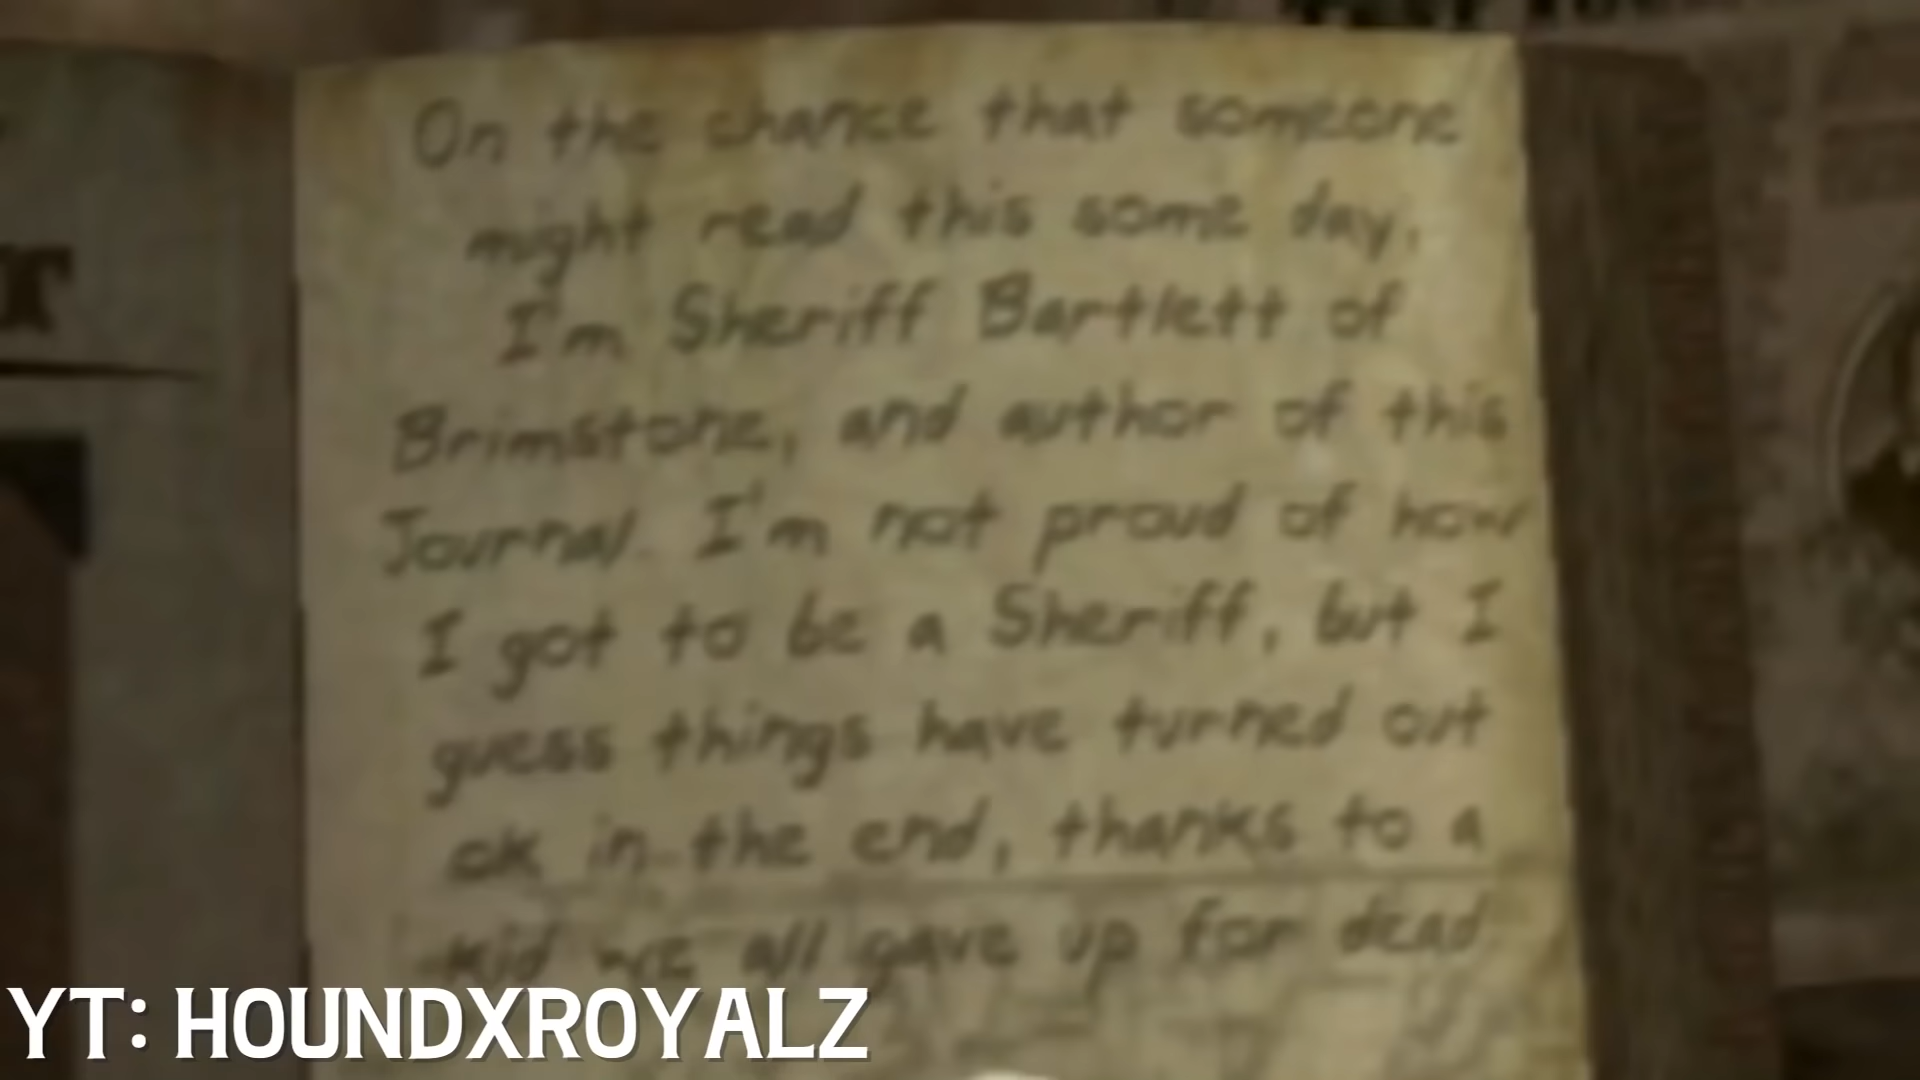 T
On the chance that someone
might read this some day,
I'm Sheriff Bartlett of
Brimstone, and author of this
Journal. I'm not proud of how
I got to be a Sheriff, but I
guess things have turned out
ok in the end, thanks to a
kid we all gave up for dead
YT: HOUNDXROYALZ